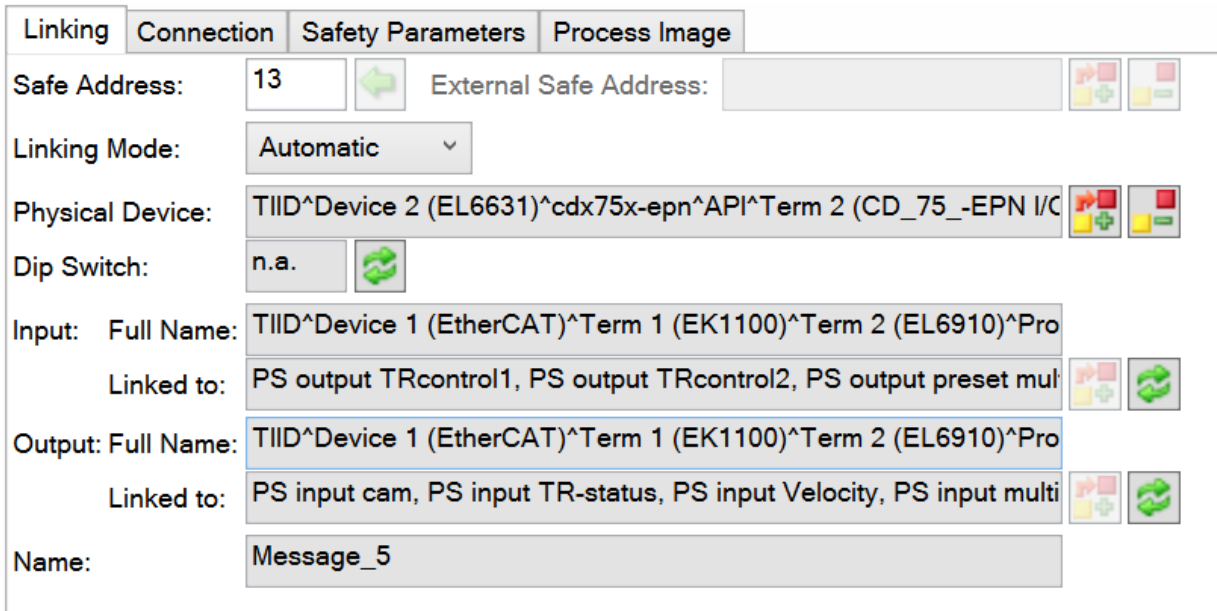 Linking Connection Safety Parameters Process Image
Safe Address: 13 External Safe Address:
Linking Mode: Automatic
Physical Device: TIID^Device 2 (EL6631)^cdx75x-epn^API^Term 2 (CD_75_-EPN I/C
Dip Switch: n.a.
Input: Full Name: TIID^Device 1 (EtherCAT)^Term 1 (EK1100)^Term 2 (EL6910)^Pro
Linked to: PS output TRcontrol1, PS output TRcontrol2, PS output preset mul
Output: Full Name: TIID^Device 1 (EtherCAT)^Term 1 (EK1100)^Term 2 (EL6910)^Pro
Linked to: PS input cam, PS input TR-status, PS input Velocity, PS input multi
Name: Message_5